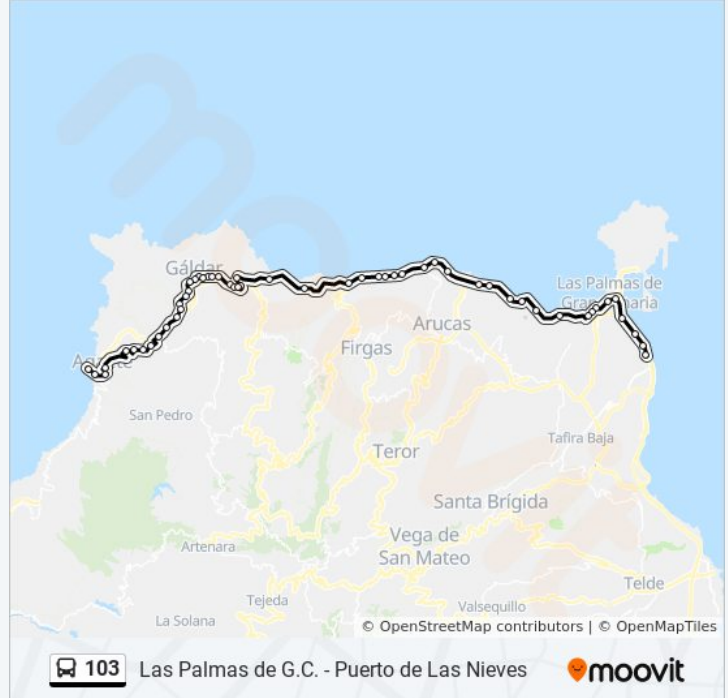 Gáldar
Las Palmas de
Gran Canaria
Arucas
Firgas
Agaete
San Pedro
Tafira Baja
Teror
Santa Brígida
Vega de
San Mateo
Artenara
Telde
Tejeda
Valsequillo
La Solana
© OpenStreetMap contributors | © OpenMapTiles
103 Las Palmas de G.C. - Puerto de Las Nieves moovit